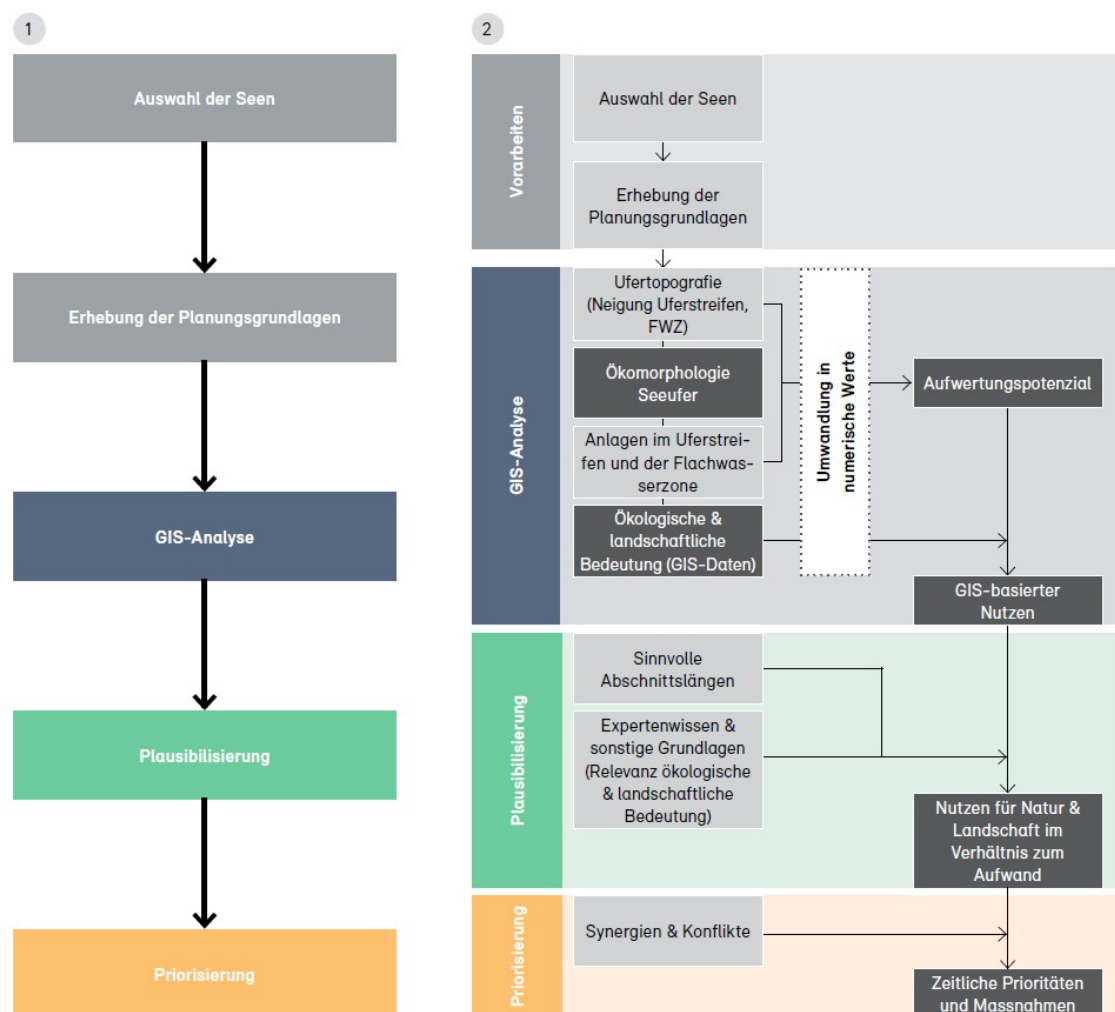 1
Auswahl der Seen
Erhebung der Planungsgrundlagen
GIS-Analyse
Plausibilisierung
Priorisierung
2
Vorarbeiten
Auswahl der Seen
Erhebung der
Planungsgrundlagen
GIS-Analyse
Ufertopografie
(Neigung Uferstreifen,
FWZ)
Ökomorphologie
Seeufer
Anlagen im Uferstrei-
fen und der Flachwas-
serzone
Ökologische &
landschaftliche
Bedeutung (GIS-Daten)
Umwandlung in
numerische Werte
Aufwertungspotenzial
GIS-basierter
Nutzen
Plausibilisierung
Sinnvolle
Abschnittslängen
Expertenwissen &
sonstige Grundlagen
(Relevanz ökologische
& landschaftliche
Bedeutung)
Nutzen für Natur &
Landschaft im
Verhältnis zum
Aufwand
Priorisierung
Synergien & Konflikte
Zeitliche Prioritäten
und Massnahmen